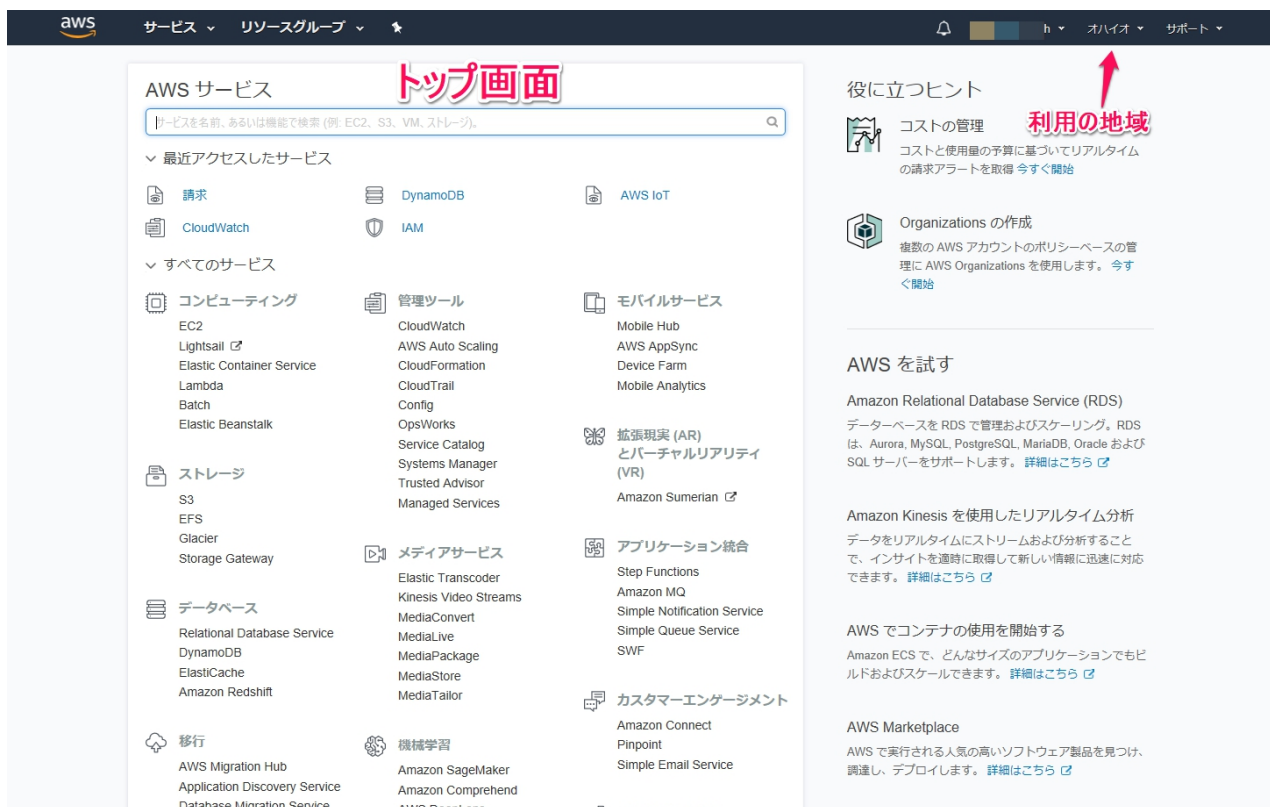 aws
サービス
リソースグループ
h
オハイオ
サポート
トップ画面
利用の地域
AWS サービス
サービスを名前、あるいは機能で検索 (例: EC2、S3、VM、ストレージ)。
最近アクセスしたサービス
請求
DynamoDB
AWS IoT
CloudWatch
IAM
すべてのサービス
コンピューティング
EC2
Lightsail
Elastic Container Service
Lambda
Batch
Elastic Beanstalk
ストレージ
S3
EFS
Glacier
Storage Gateway
データベース
Relational Database Service
DynamoDB
ElastiCache
Amazon Redshift
移行
AWS Migration Hub
Application Discovery Service
Database Migration Service
管理ツール
CloudWatch
AWS Auto Scaling
CloudFormation
CloudTrail
Config
OpsWorks
Service Catalog
Systems Manager
Trusted Advisor
Managed Services
メディアサービス
Elastic Transcoder
Kinesis Video Streams
MediaConvert
MediaLive
MediaPackage
MediaStore
MediaTailor
機械学習
Amazon SageMaker
Amazon Comprehend
AWS DeepLens
モバイルサービス
Mobile Hub
AWS AppSync
Device Farm
Mobile Analytics
拡張現実 (AR)
とバーチャルリアリティ
(VR)
Amazon Sumerian
アプリケーション統合
Step Functions
Amazon MQ
Simple Notification Service
Simple Queue Service
SWF
カスタマーエンゲージメント
Amazon Connect
Pinpoint
Simple Email Service
役に立つヒント
コストの管理
コストと使用量の予算に基づいてリアルタイム
の請求アラートを取得 今すぐ開始
Organizations の作成
複数の AWS アカウントのポリシーベースの管
理に AWS Organizations を使用します。 今す
ぐ開始
AWS を試す
Amazon Relational Database Service (RDS)
データーベースを RDS で管理およびスケーリング。RDS
は、Aurora, MySQL, PostgreSQL, MariaDB, Oracle および
SQL サーバーをサポートします。 詳細はこちら
Amazon Kinesis を使用したリアルタイム分析
データをリアルタイムにストリームおよび分析すること
で、インサイトを適時に取得して新しい情報に迅速に対応
できます。 詳細はこちら
AWS でコンテナの使用を開始する
Amazon ECS で、どんなサイズのアプリケーションでもビ
ルドおよびスケールできます。 詳細はこちら
AWS Marketplace
AWS で実行される人気の高いソフトウェア製品を見つけ、
調達し、デプロイします。 詳細はこちら